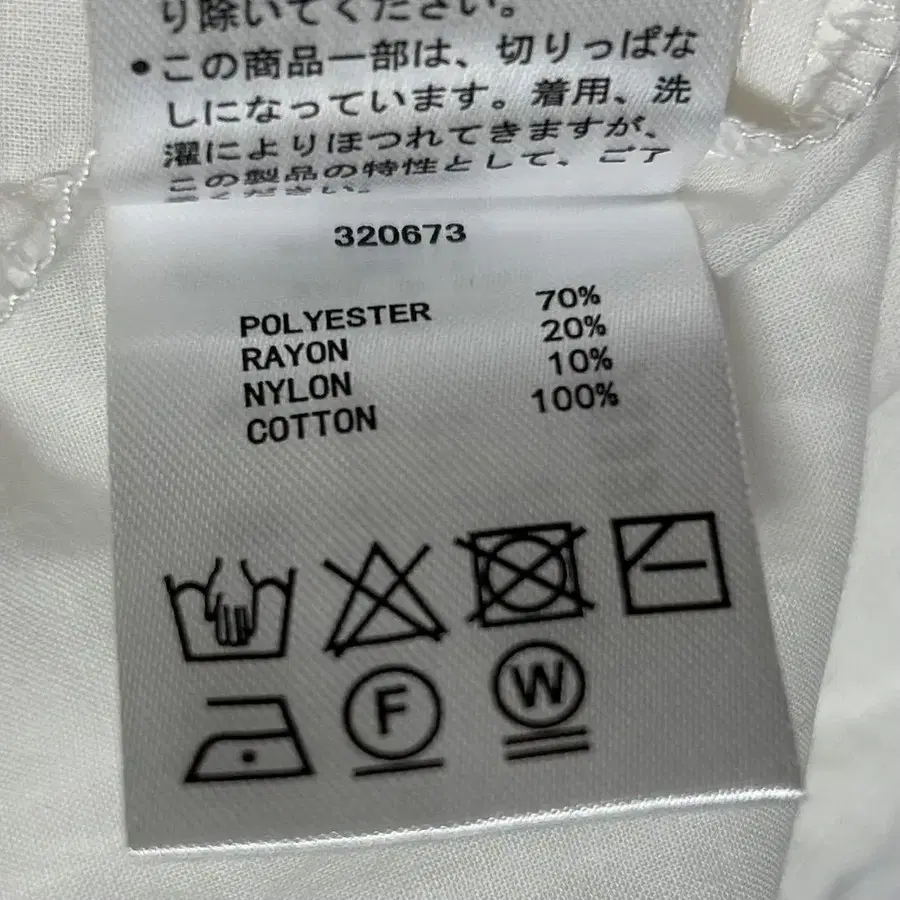 り除いてください。
•この商品一部は、切りっぱな
しになっています。着用、洗
濯によりほつれてきますが、
この製品の特性として、ご了
320673
POLYESTER 70%
RAYON 20%
NYLON 10%
COTTON 100%
F
W